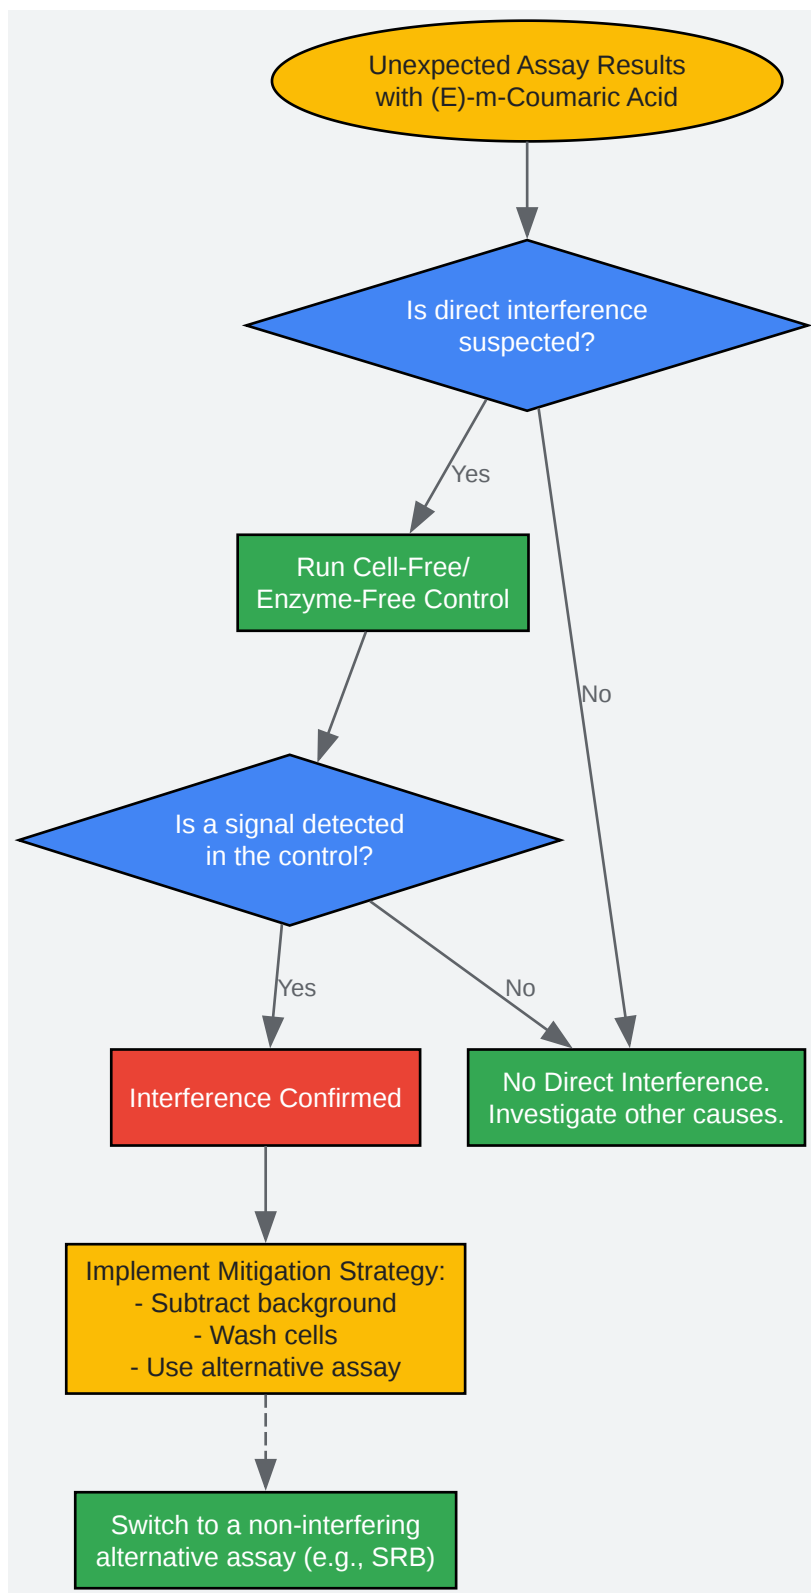 Unexpected Assay Results
with (E)-m-Coumaric Acid
Is direct interference
suspected?
Yes
Run Cell-Free/
Enzyme-Free Control
No
Is a signal detected
in the control?
Yes
No
Interference Confirmed
No Direct Interference.
Investigate other causes.
Implement Mitigation Strategy:
- Subtract background
- Wash cells
- Use alternative assay
Switch to a non-interfering
alternative assay (e.g., SRB)